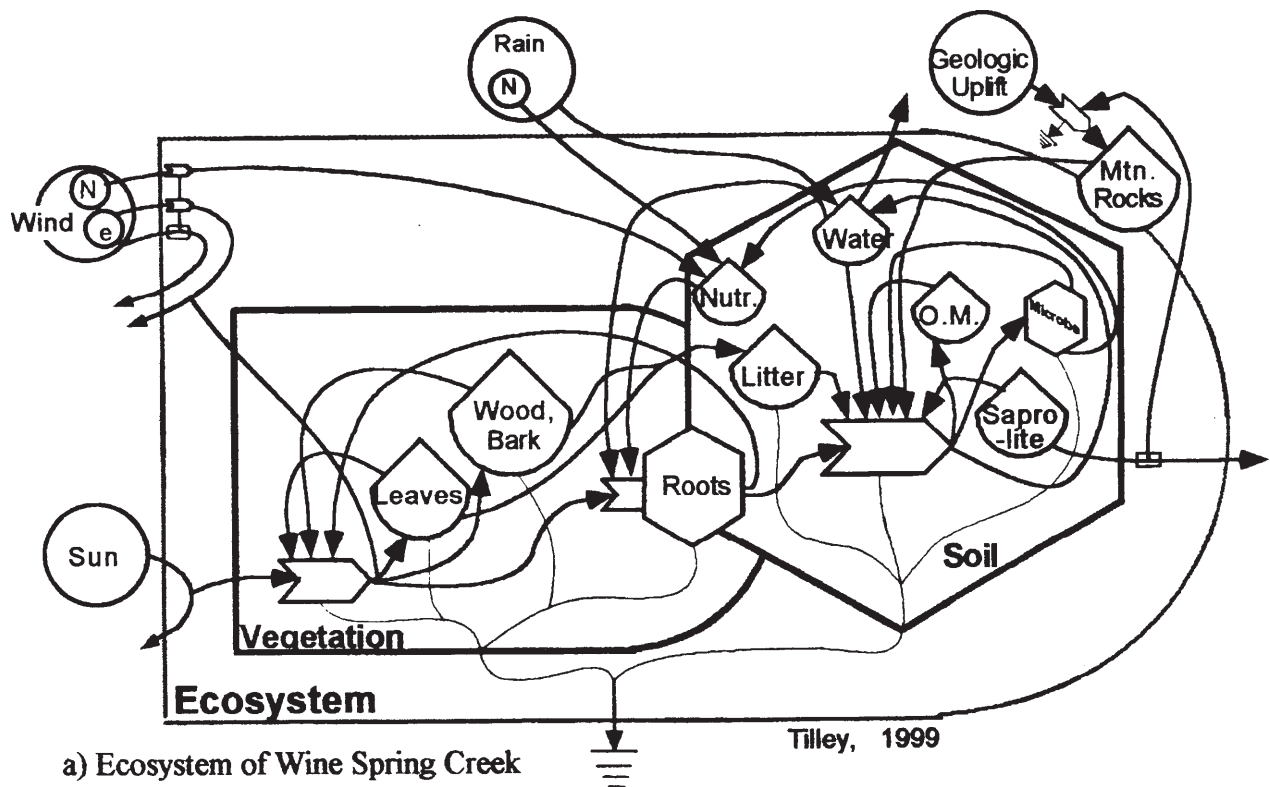 Rain
N
Geologic
Uplift
Mtn.
Rocks
N
Wind
e
Water
Nutr.
O.M.
Microbe
Litter
Wood,
Bark
Sapro
-lite
Leaves
Roots
Sun
Soil
Vegetation
Ecosystem
Tilley, 1999
a) Ecosystem of Wine Spring Creek